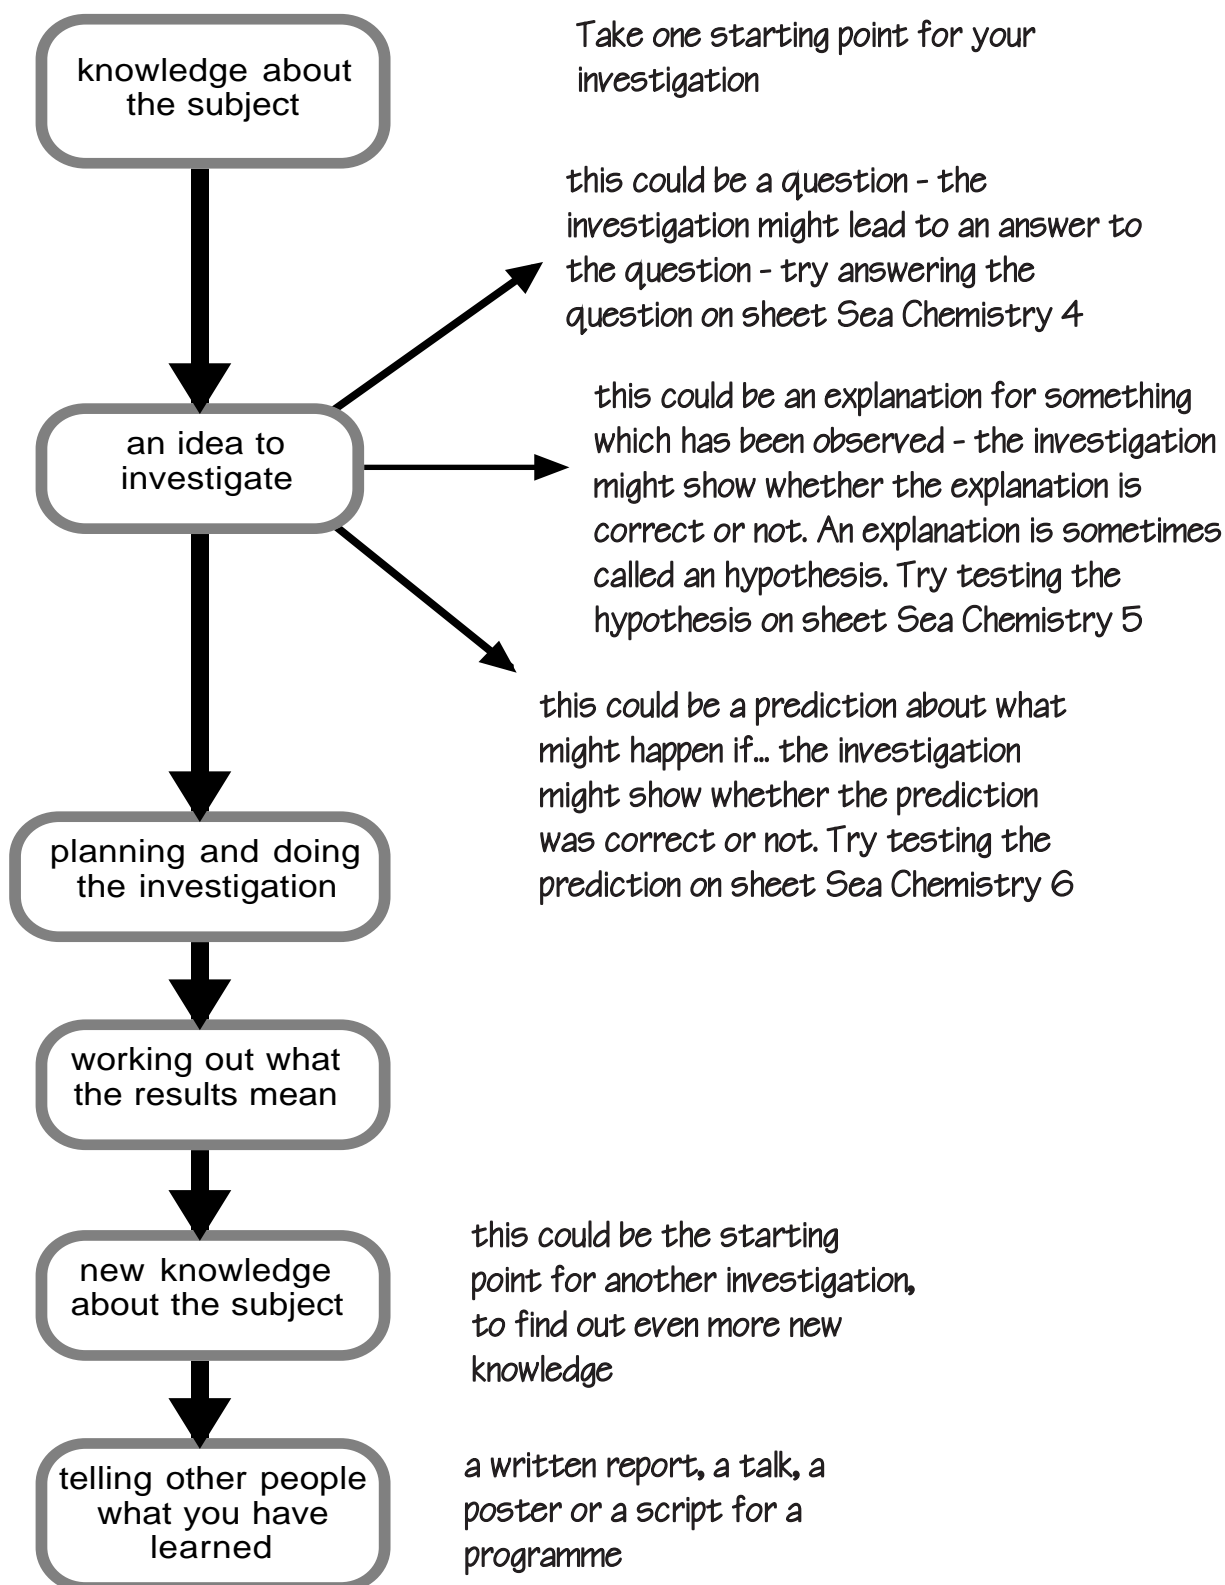 knowledge about
the subject
Take one starting point for your
investigation
this could be a question - the
investigation might lead to an answer to
the question - try answering the
question on sheet Sea Chemistry 4
an idea to
investigate
this could be an explanation for something
which has been observed - the investigation
might show whether the explanation is
correct or not. An explanation is sometimes
called an hypothesis. Try testing the
hypothesis on sheet Sea Chemistry 5
this could be a prediction about what
might happen if... the investigation
might show whether the prediction
was correct or not. Try testing the
prediction on sheet Sea Chemistry 6
planning and doing
the investigation
working out what
the results mean
new knowledge
about the subject
this could be the starting
point for another investigation,
to find out even more new
knowledge
telling other people
what you have
learned
a written report, a talk, a
poster or a script for a
programme